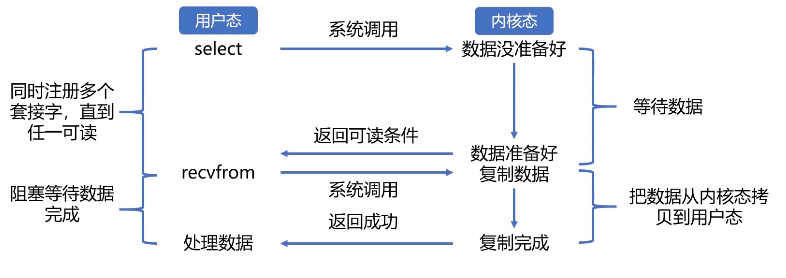 用户态
内核态
select
系统调用
数据没准备好
同时注册多个
套接字，直到
任一可读
等待数据
返回可读条件
数据准备好
复制数据
recvfrom
系统调用
阻塞等待数据
完成
返回成功
把数据从内核态拷
贝到用户态
处理数据
复制完成